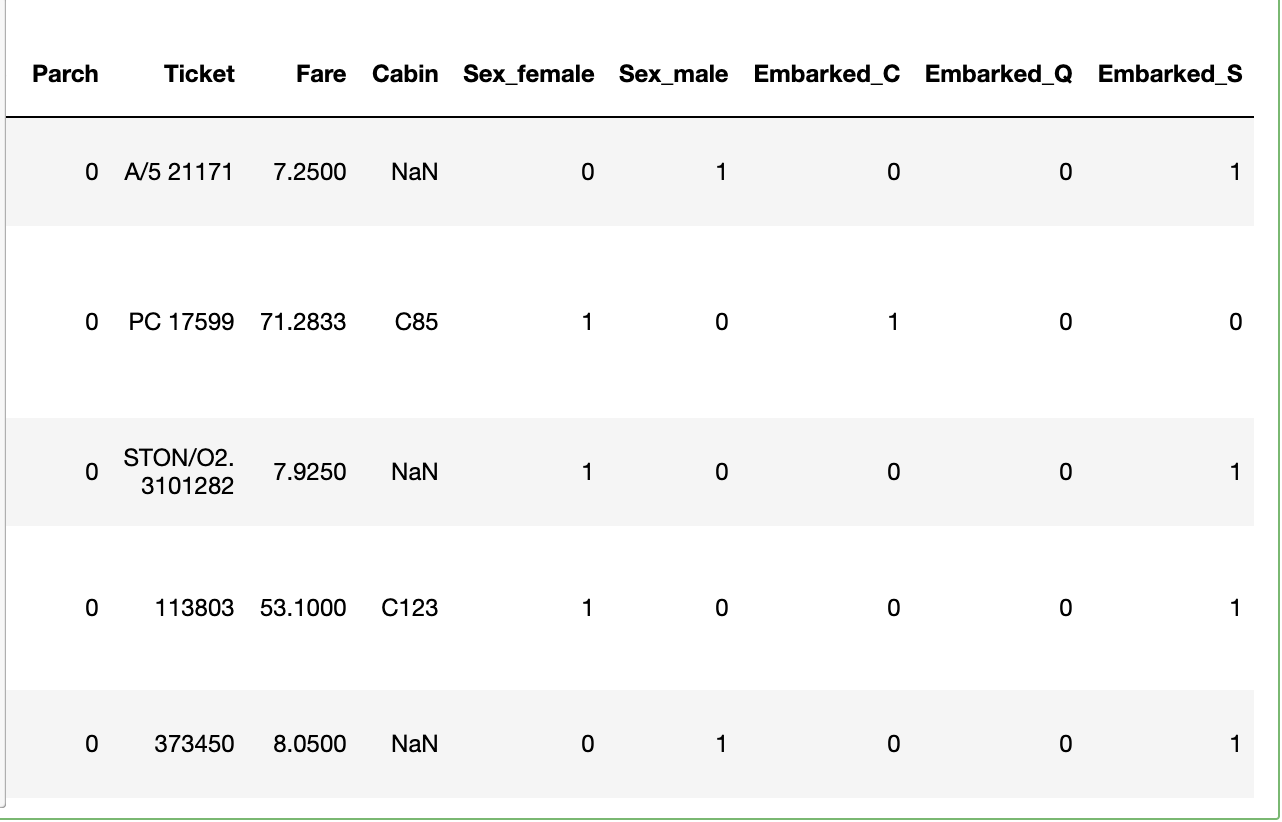 Parch Ticket Fare Cabin Sex_female Sex_male Embarked_C Embarked_Q Embarked_S
0 A/5 21171 7.2500 NaN 0 1 0 0 1
0 PC 17599 71.2833 C85 1 0 1 0 0
STON/O2.
0 3101282 7.9250 NaN 1 0 0 0 1
0 113803 53.1000 C123 1 0 0 0 1
0 373450 8.0500 NaN 0 1 0 0 1